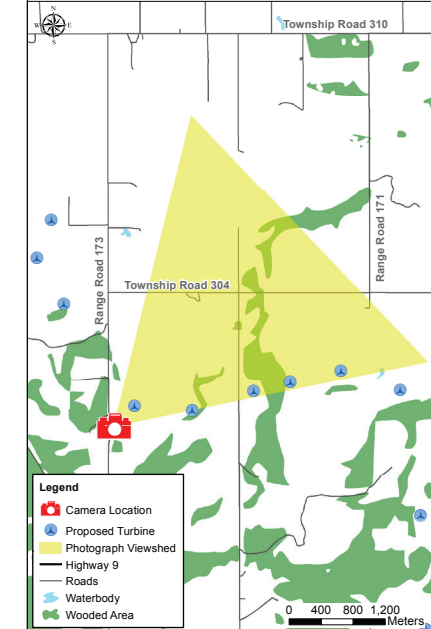 N
W
E
S
Township Road 310
Range Road 171
Range Road 173
Township Road 304
Legend
Camera Location
Proposed Turbine
Photograph Viewshed
Highway 9
Roads
Waterbody
Wooded Area
0 400 800 1,200
Meters